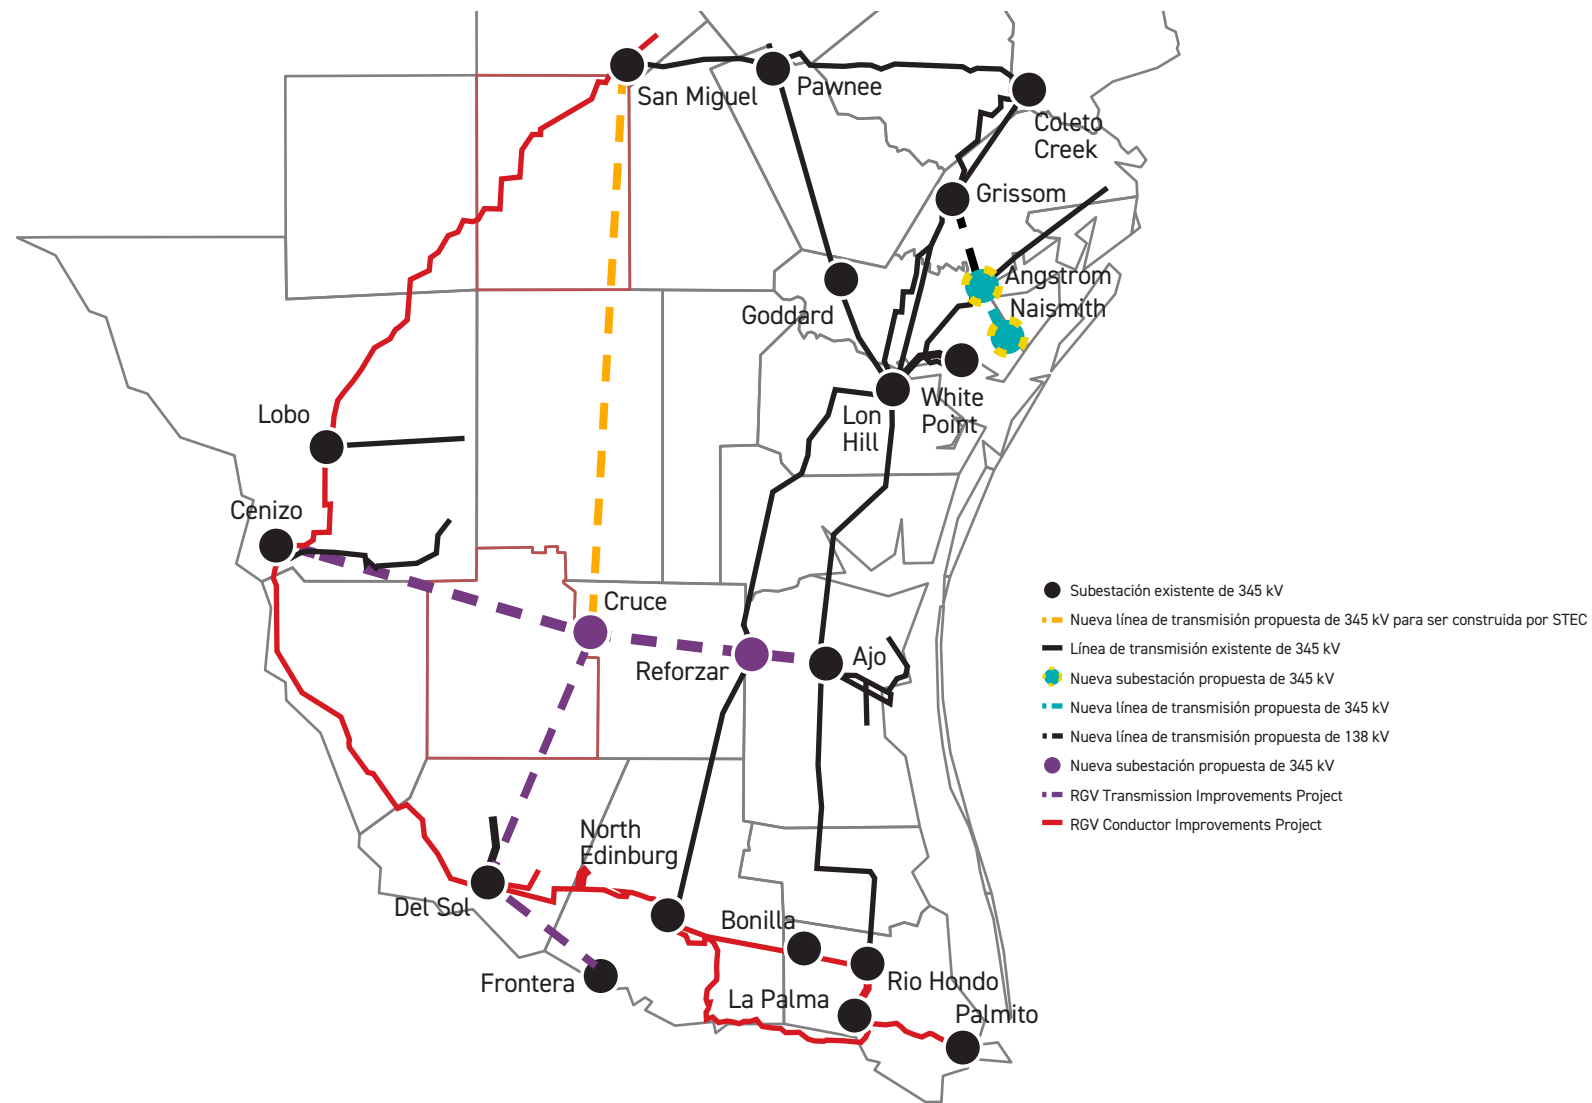 San Miguel
Pawnee
Coleto
Creek
Grissom
Angstrom
Naismith
Goddard
White
Point
Lon
Hill
Lobo
Cenizo
Cruce
Reforzar
Ajo
North
Edinburg
Del Sol
Bonilla
Frontera
Rio Hondo
La Palma
Palmito
Subestación existente de 345 kV
Nueva línea de transmisión propuesta de 345 kV para ser construida por STEC
Línea de transmisión existente de 345 kV
Nueva subestación propuesta de 345 kV
Nueva línea de transmisión propuesta de 345 kV
Nueva línea de transmisión propuesta de 138 kV
Nueva subestación propuesta de 345 kV
RGV Transmission Improvements Project
RGV Conductor Improvements Project